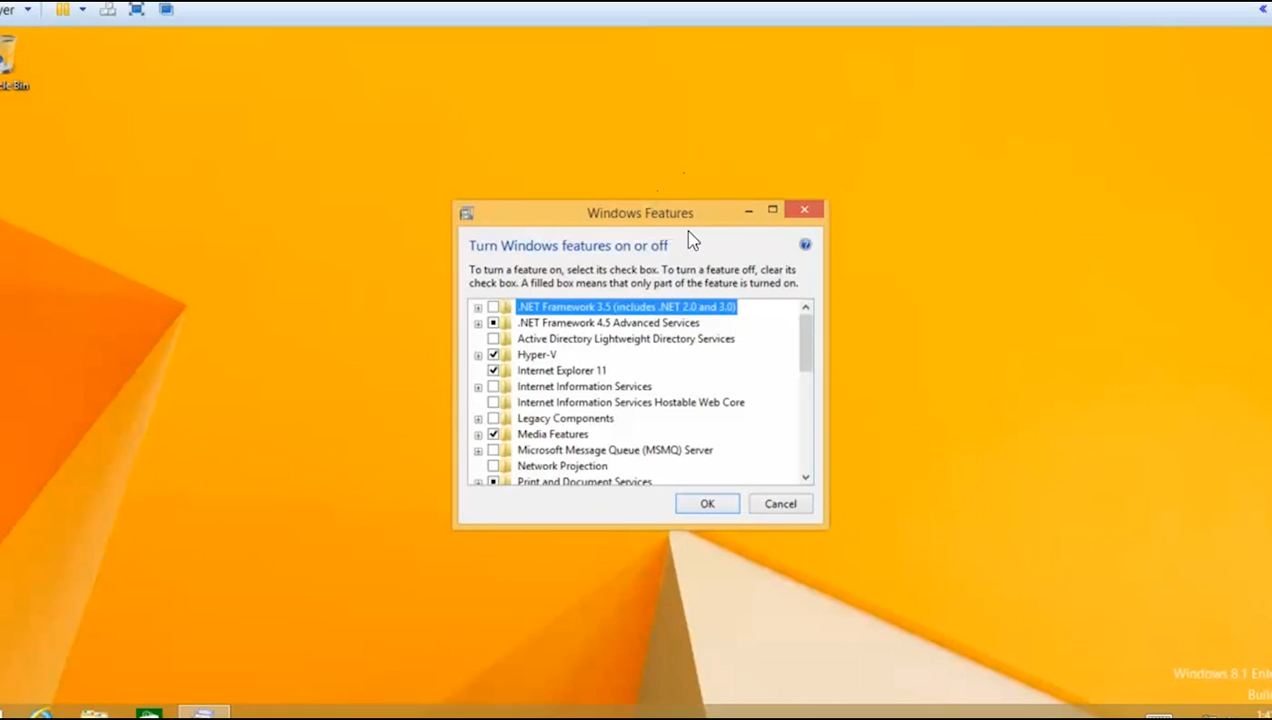 yer
cle Bin
Windows Features
Turn Windows features on or off
To turn a feature on, select its check box. To turn a feature off, clear its
check box. A filled box means that only part of the feature is turned on.
.NET Framework 3.5 (includes .NET 2.0 and 3.0)
.NET Framework 4.5 Advanced Services
Active Directory Lightweight Directory Services
Hyper-V
Internet Explorer 11
Internet Information Services
Internet Information Services Hostable Web Core
Legacy Components
Media Features
Microsoft Message Queue (MSMQ) Server
Network Projection
Print and Document Services
OK Cancel
Windows 8.1 Ente
Build